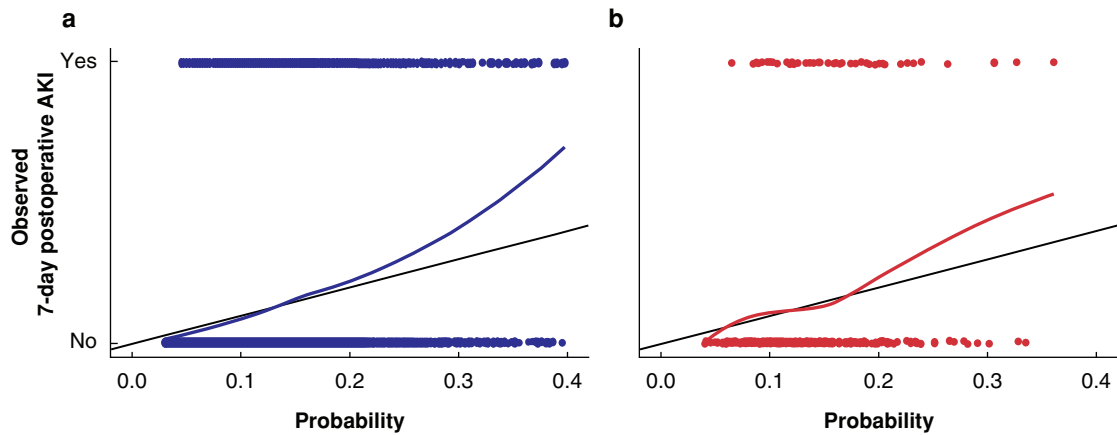 a
b
Observed
7-day postoperative AKI
Yes
No
0.0 0.1 0.2 0.3 0.4
0.0 0.1 0.2 0.3 0.4
Probability
Probability